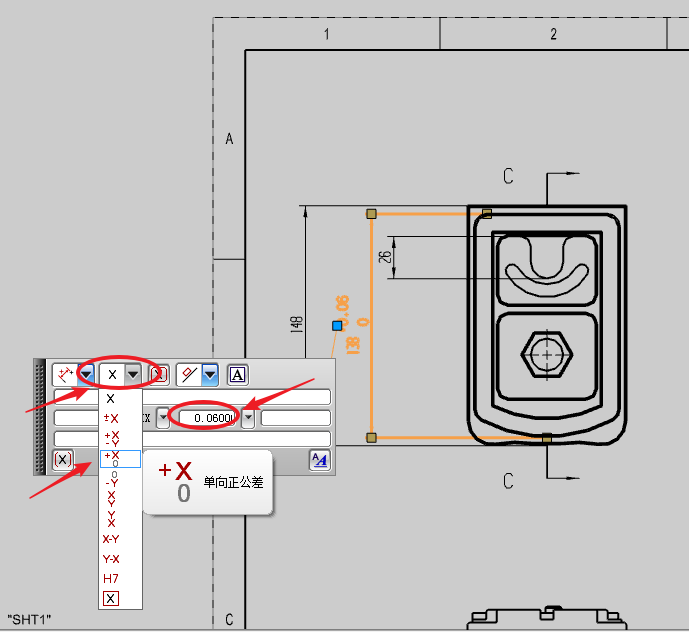 1
2
A
C
148
26
+0.06
0
138
X
X
X
0.0600
X
±X
+X
-Y
+X
0
0
-Y
X
Y
Y
X
X-Y
Y-X
H7
X
(X)
A
+X
0
单向正公差
C
"SHT1"
C